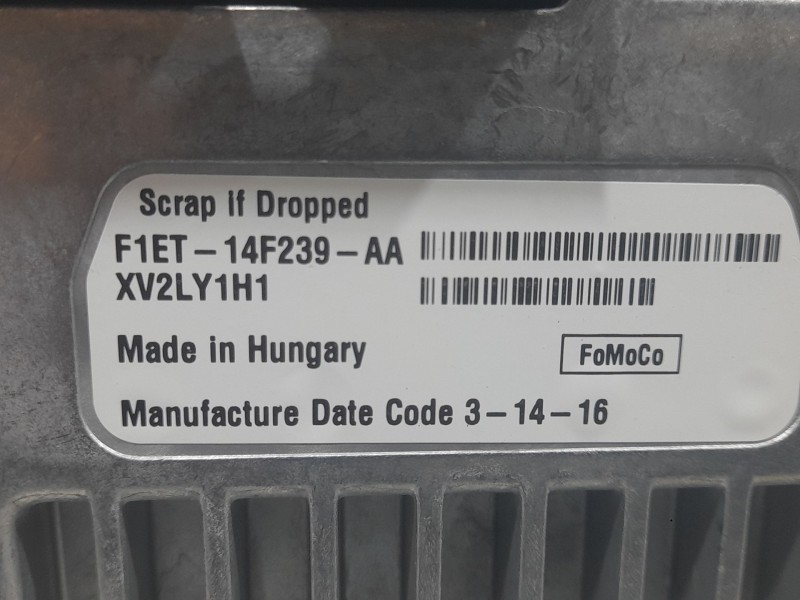 Scrap if Dropped
F1ET-14F239-AA
XV2LY1H1
Made in Hungary
FoMoCo
Manufacture Date Code 3-14-16